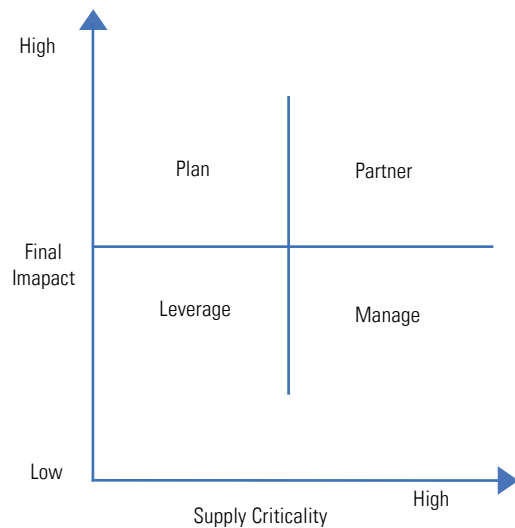 High
Plan
Partner
Final
Imapact
Leverage
Manage
Low
High
Supply Criticality